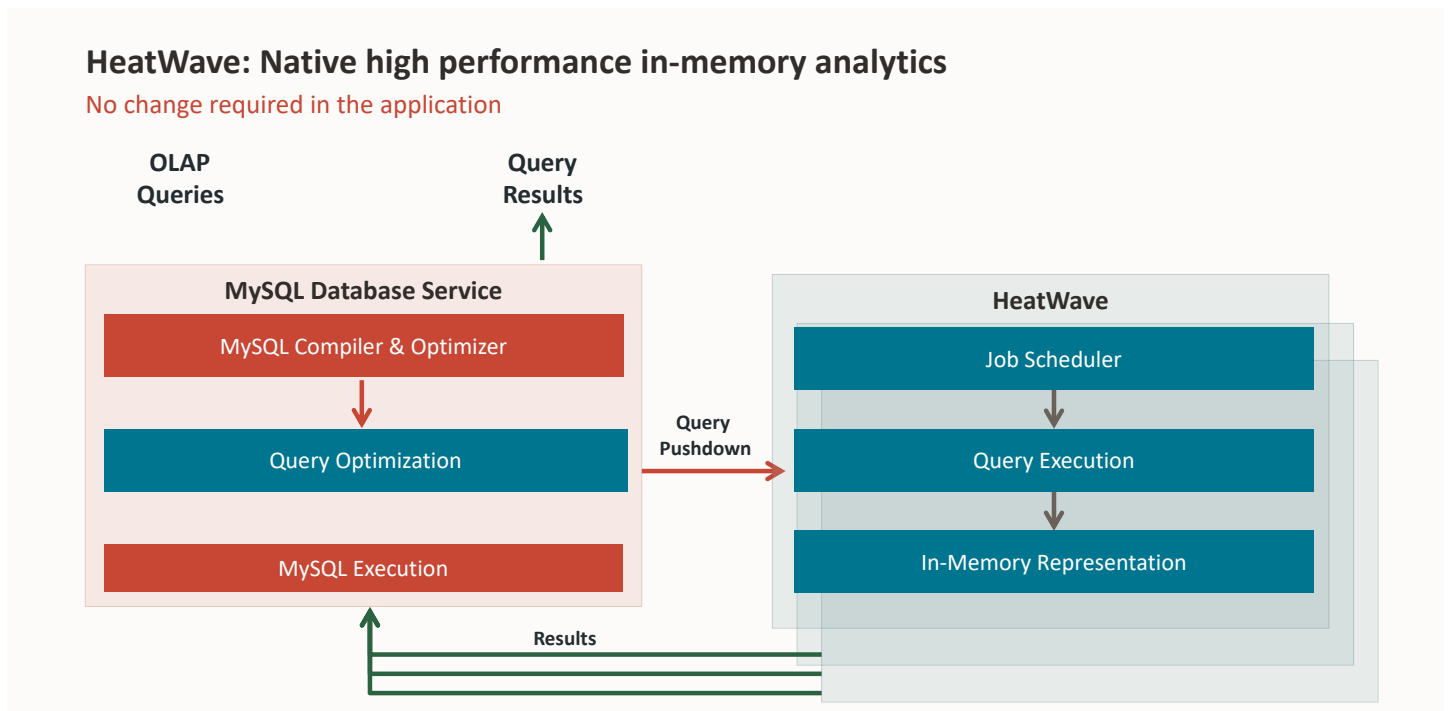 HeatWave: Native high performance in-memory analytics
No change required in the application
OLAP
Queries
Query
Results
MySQL Database Service
MySQL Compiler & Optimizer
Query Optimization
MySQL Execution
Query
Pushdown
HeatWave
Job Scheduler
Query Execution
In-Memory Representation
Results